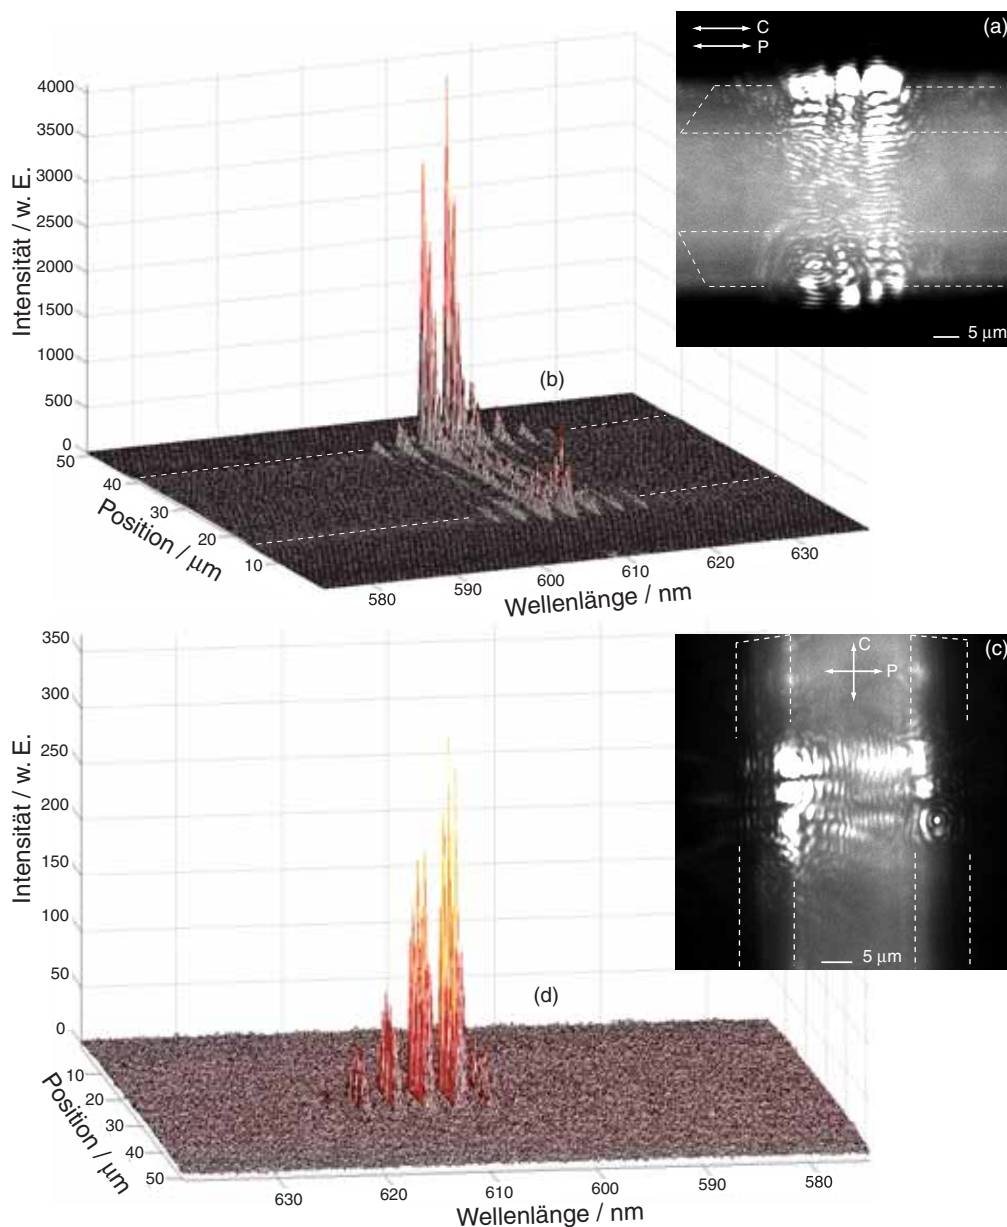 (a)
C
P
5 µm
4000
3500
3000
2500
2000
1500
1000
500
0
Intensität / w. E.
(b)
50
40
30
20
10
Position / µm
580
590
600
610
620
630
Wellenlänge / nm
(c)
C
P
5 µm
350
300
250
200
150
100
50
0
Intensität / w. E.
(d)
10
20
30
40
50
Position / µm
630
620
610
600
590
580
Wellenlänge / nm